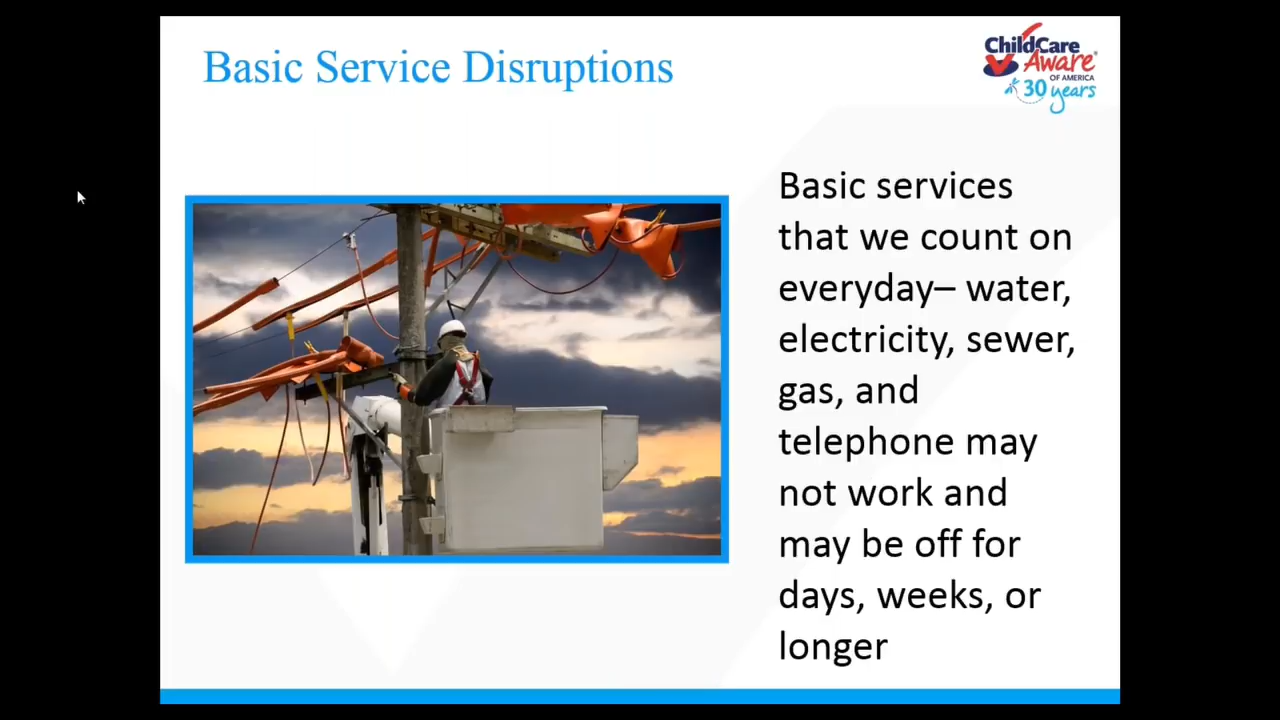 Basic Service Disruptions
ChildCare
Aware®
OF AMERICA
30 years
Basic services
that we count on
everyday– water,
electricity, sewer,
gas, and
telephone may
not work and
may be off for
days, weeks, or
longer